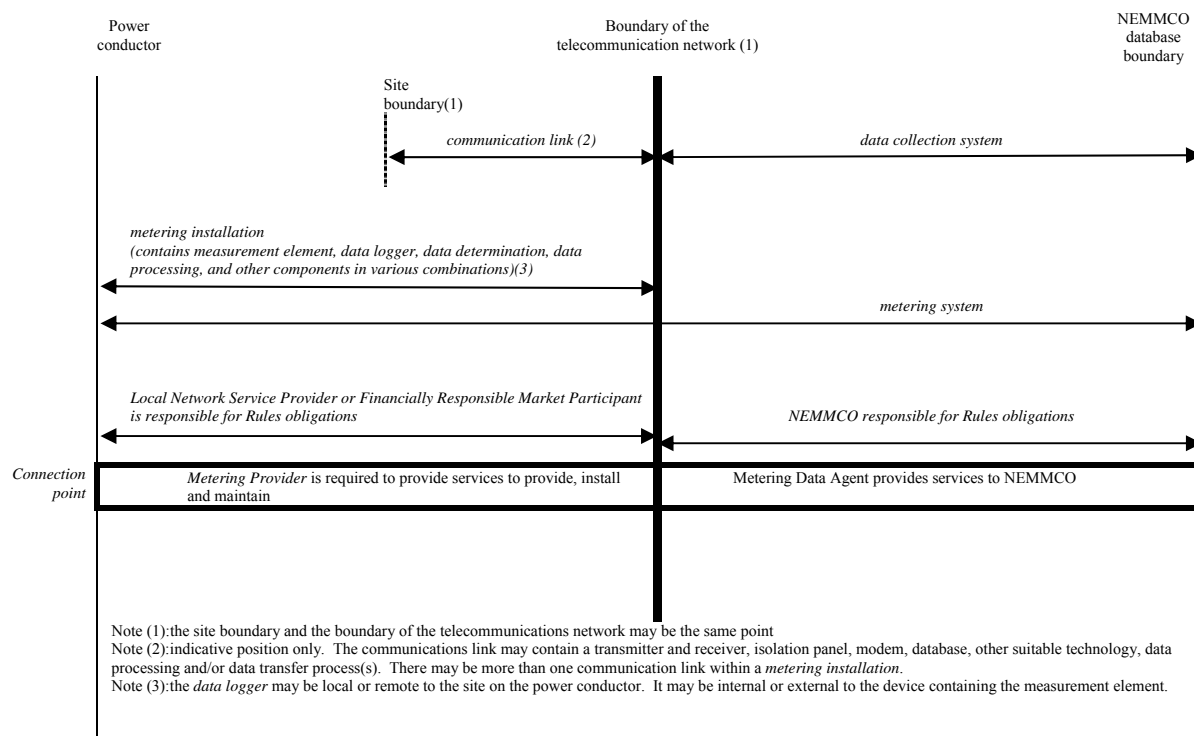 Power
conductor
Boundary of the
telecommunication network (1)
NEMMCO
database
boundary
Site
boundary(1)
communication link (2)
data collection system
metering installation
(contains measurement element, data logger, data determination, data
processing, and other components in various combinations)(3)
metering system
Local Network Service Provider or Financially Responsible Market Participant
is responsible for Rules obligations
NEMMCO responsible for Rules obligations
Connection
point
Metering Provider is required to provide services to provide, install
and maintain
Metering Data Agent provides services to NEMMCO
Note (1):the site boundary and the boundary of the telecommunications network may be the same point
Note (2):indicative position only. The communications link may contain a transmitter and receiver, isolation panel, modem, database, other suitable technology, data
processing and/or data transfer process(s). There may be more than one communication link within a metering installation.
Note (3):the data logger may be local or remote to the site on the power conductor. It may be internal or external to the device containing the measurement element.